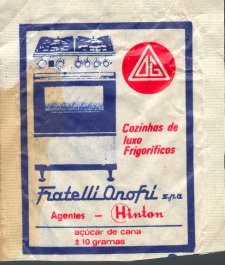 Cozinhas de
luxo
Frigoríficos
Fratelli Onofri s.p.a
Agentes — Hinton
açúcar de cana
± 10 gramas